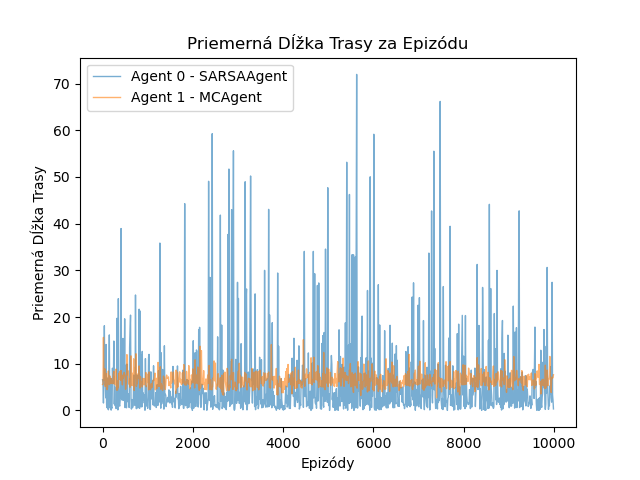 Priemerná Dĺžka Trasy za Epizódu
Agent 0 - SARSAAgent
Agent 1 - MCAgent
Priemerná Dĺžka Trasy
70
60
50
40
30
20
10
0
0 2000 4000 6000 8000 10000
Epizódy